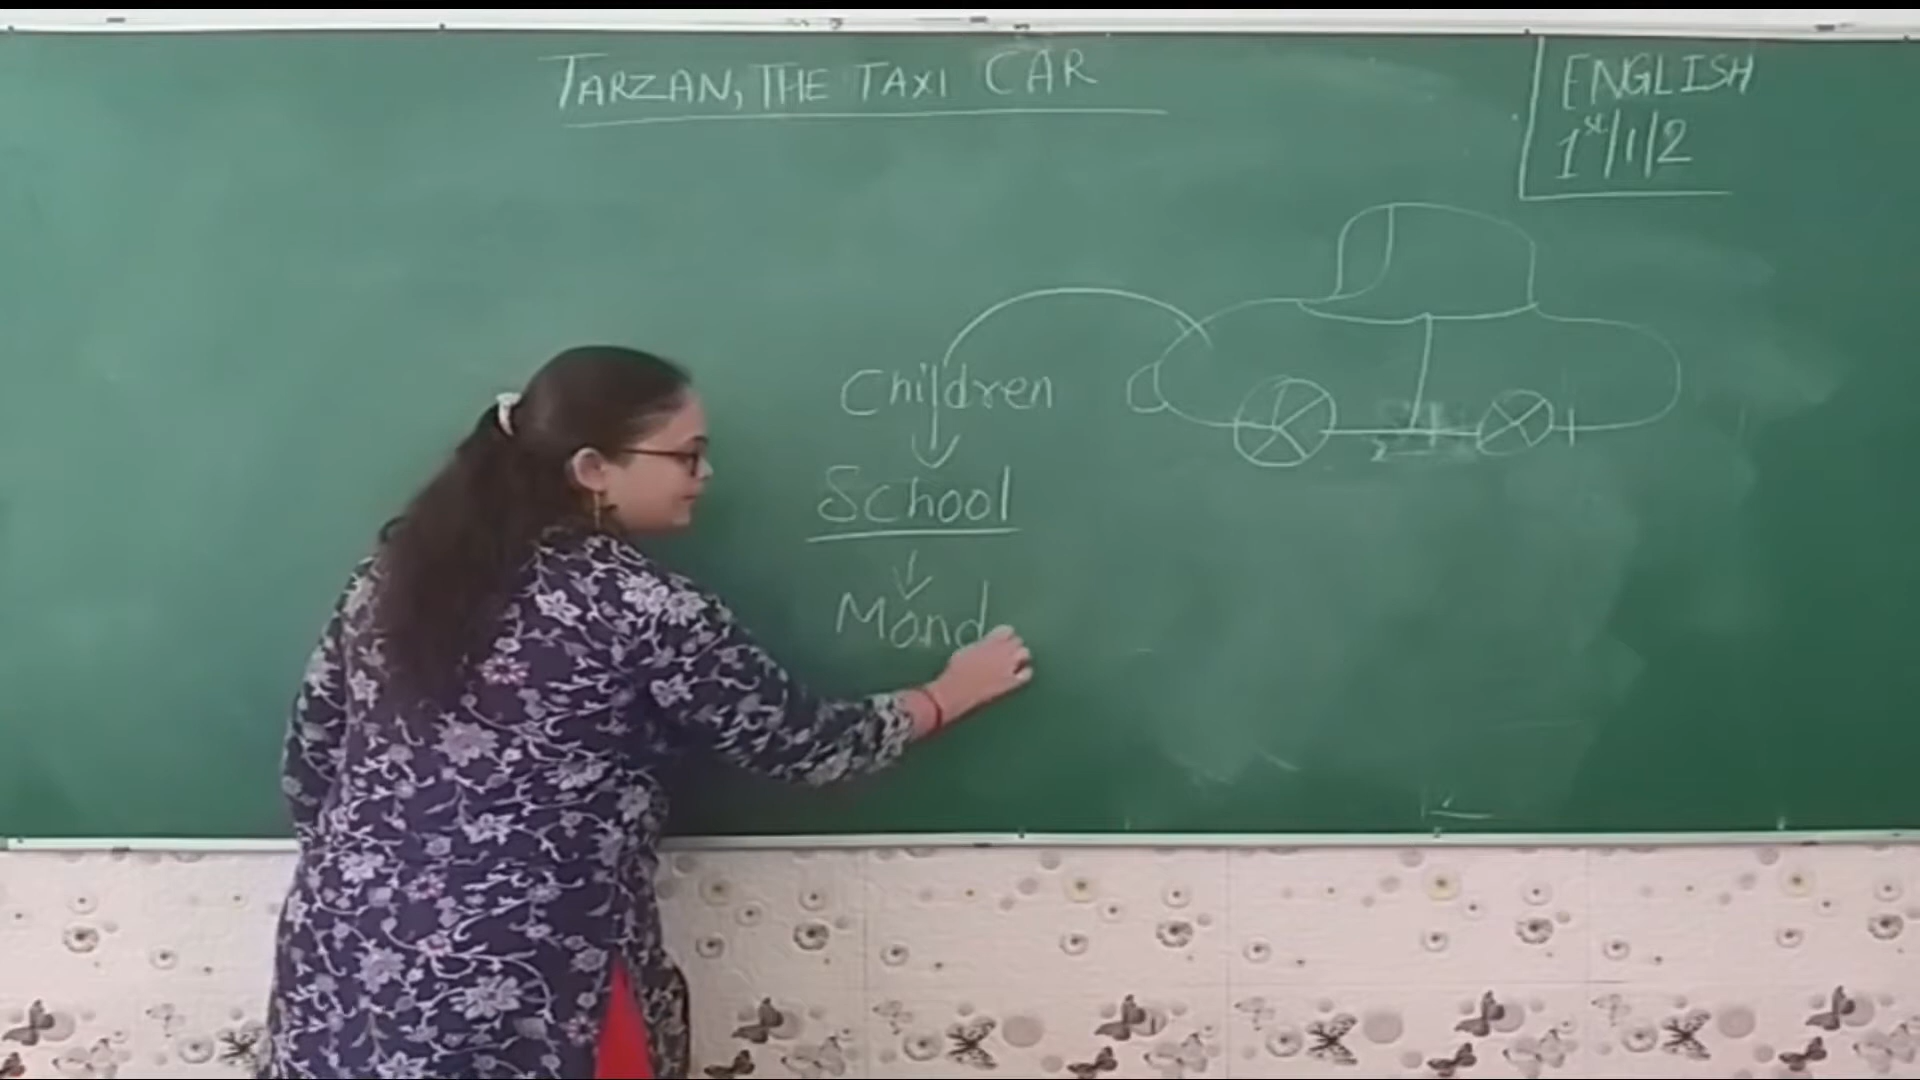 TARZAN, THE TAXI CAR
ENGLISH
1st/1/2
Children
School
Mond